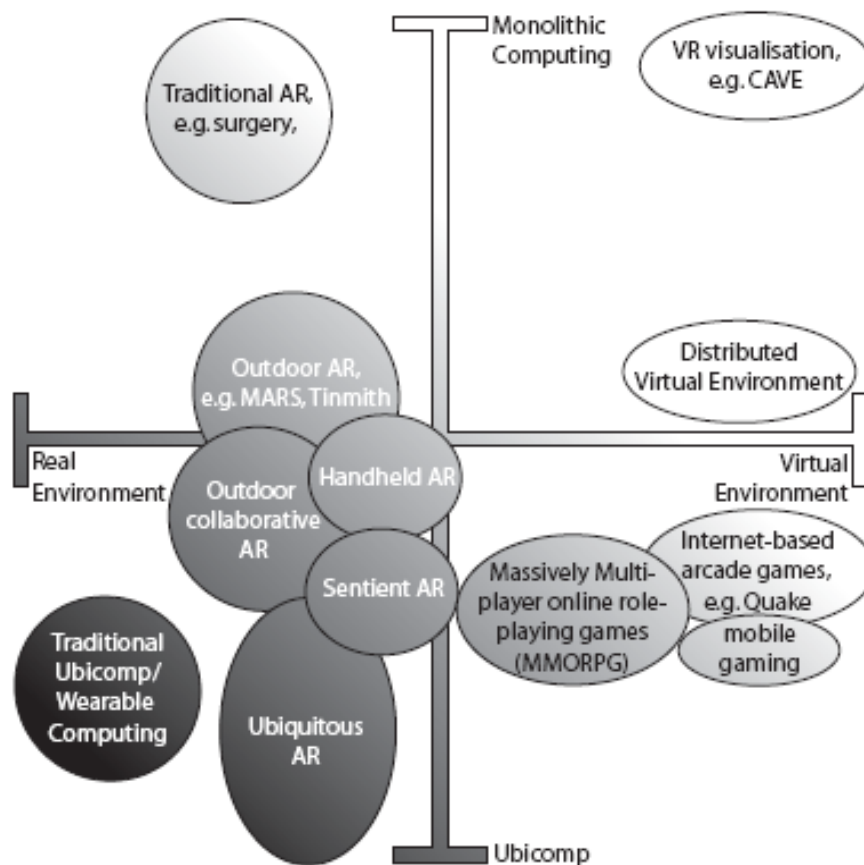 Monolithic
Computing
VR visualisation,
e.g. CAVE
Traditional AR,
e.g. surgery,
Outdoor AR,
e.g. MARS, Tinmith
Distributed
Virtual Environment
Real
Environment
Virtual
Environment
Handheld AR
Outdoor
collaborative
AR
Sentient AR
Massively Multi-
player online role-
playing games
(MMORPG)
Internet-based
arcade games,
e.g. Quake
mobile
gaming
Traditional
Ubicomp/
Wearable
Computing
Ubiquitous
AR
Ubicomp